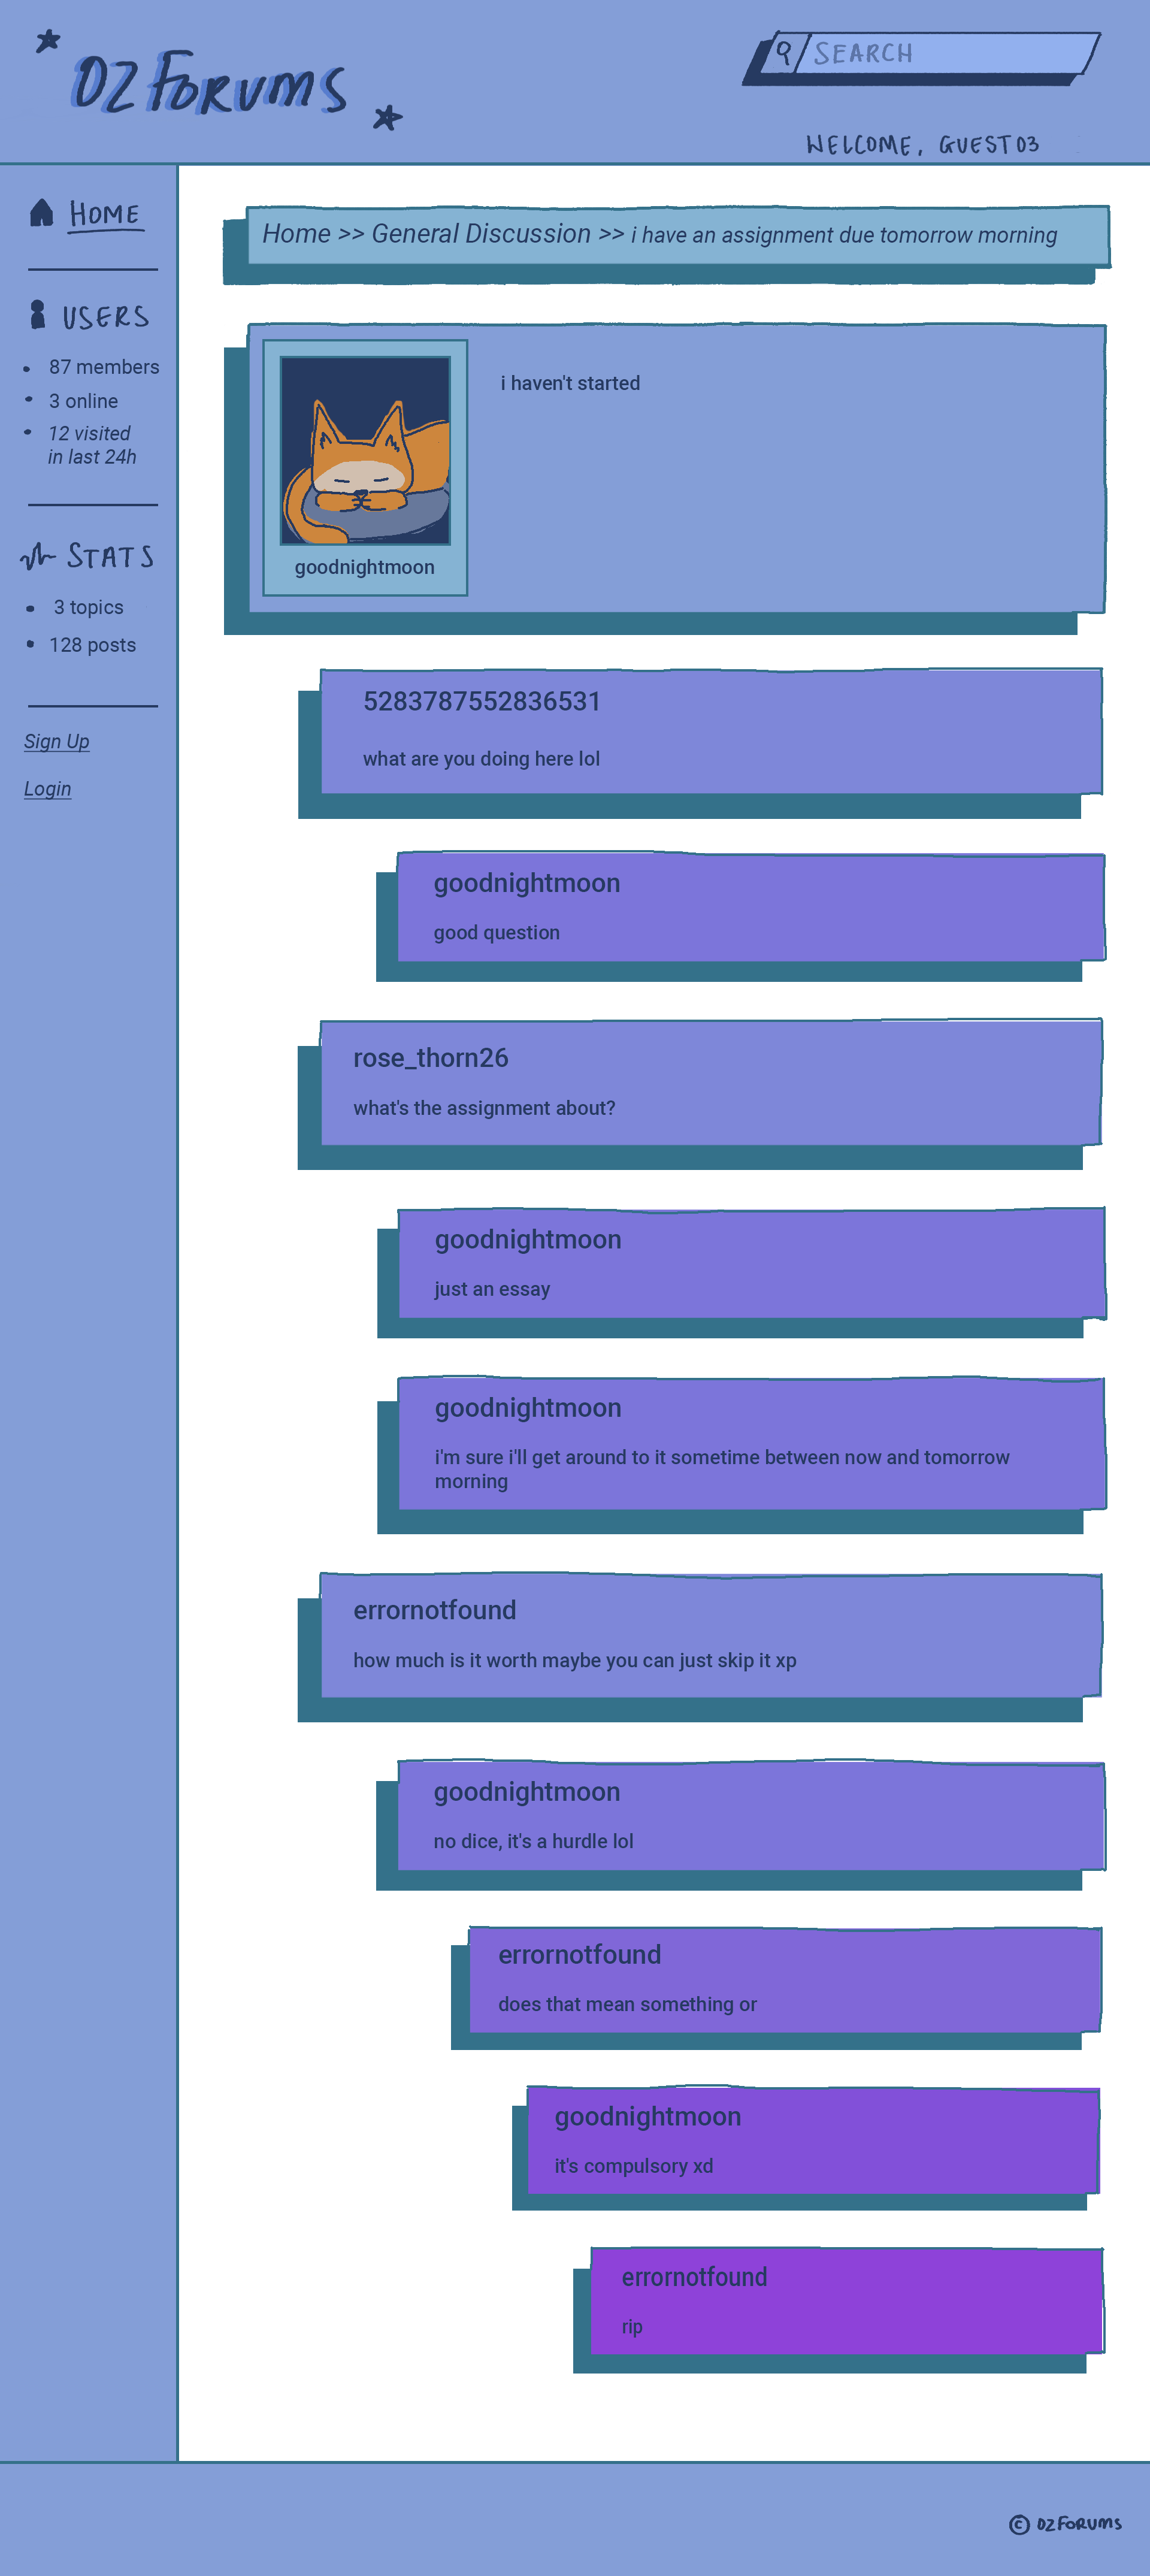 OZ FORUMS
SEARCH
WELCOME, GUEST03
HOME
USERS
87 members
3 online
12 visited
in last 24h
STATS
3 topics
128 posts
Sign Up
Login
Home >> General Discussion >> i have an assignment due tomorrow morning
i haven't started
goodnightmoon
5283787552836531
what are you doing here lol
goodnightmoon
good question
rose_thorn26
what's the assignment about?
goodnightmoon
just an essay
goodnightmoon
i'm sure i'll get around to it sometime between now and tomorrow
morning
errornotfound
how much is it worth maybe you can just skip it xp
goodnightmoon
no dice, it's a hurdle lol
errornotfound
does that mean something or
goodnightmoon
it's compulsory xd
errornotfound
rip
© OZFORUMS